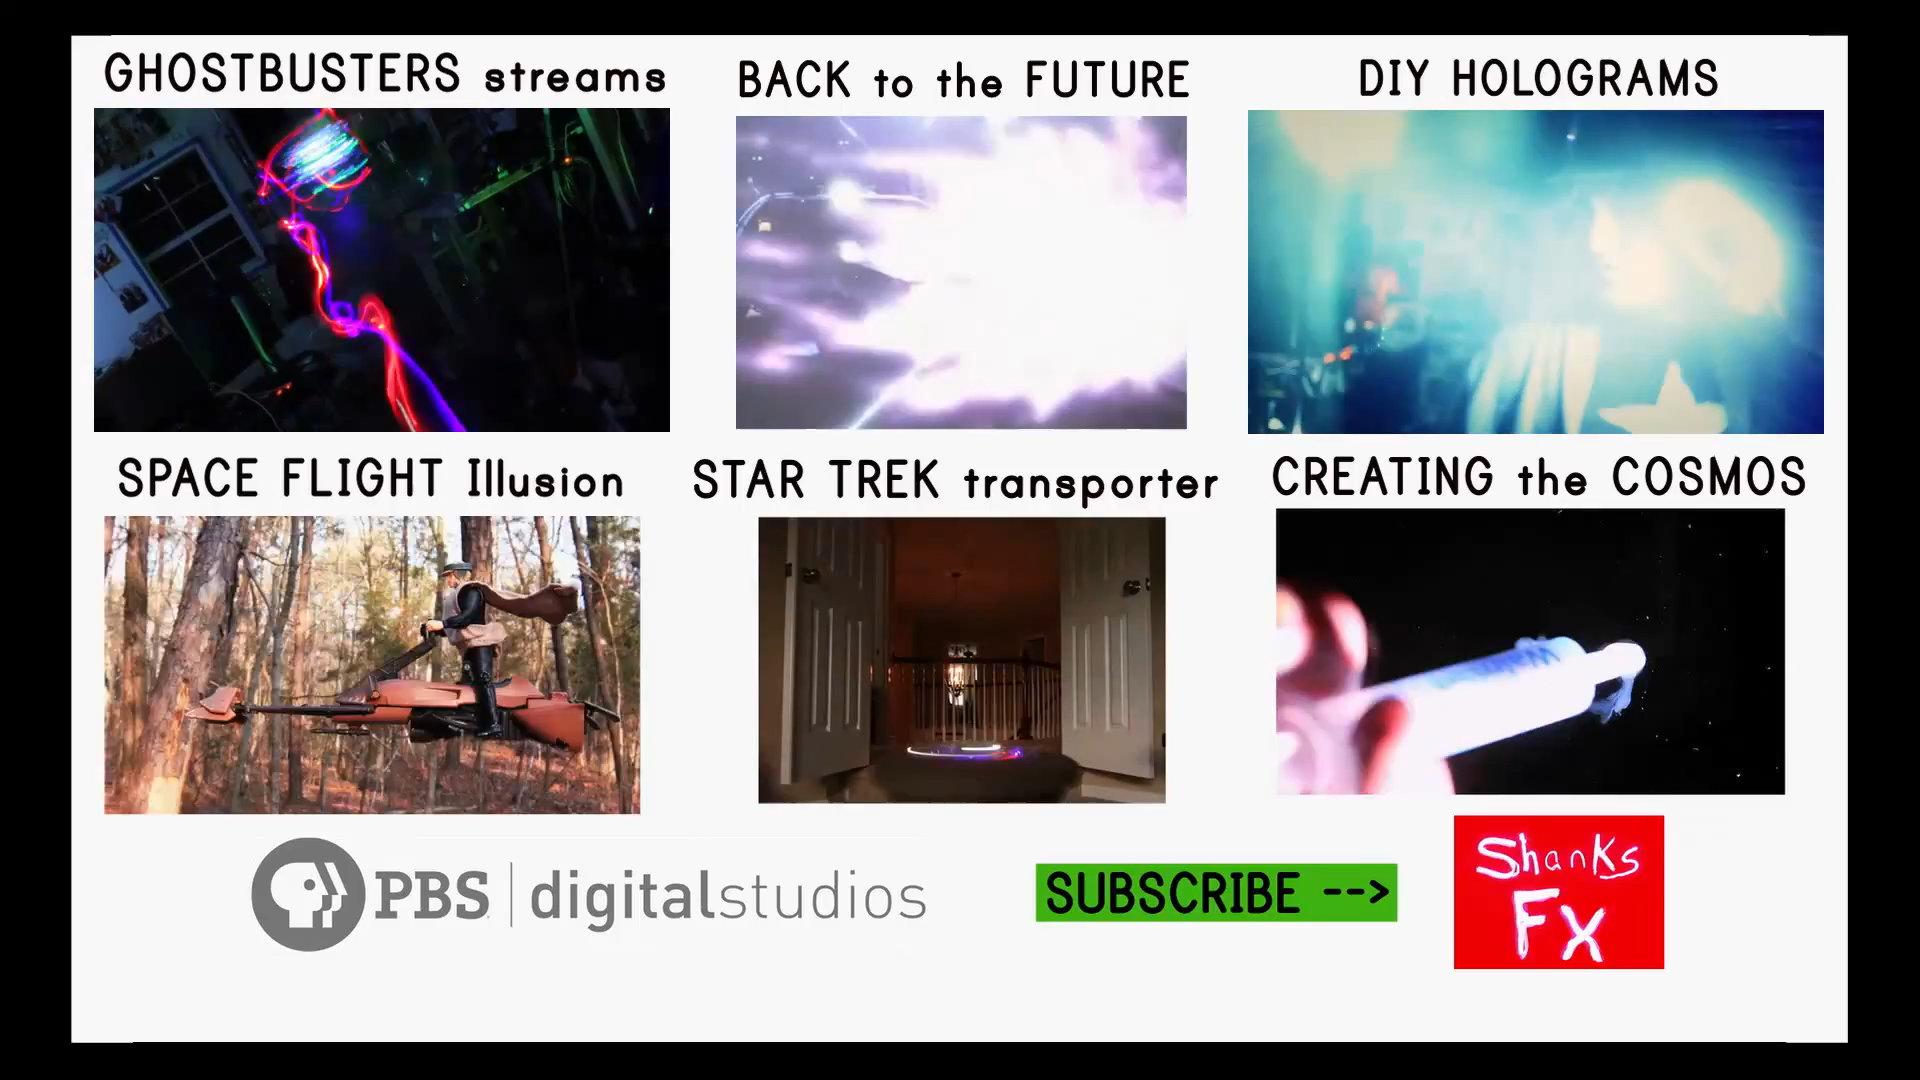 GHOSTBUSTERS streams
BACK to the FUTURE
DIY HOLOGRAMS
SPACE FLIGHT Illusion
STAR TREK transporter
CREATING the COSMOS
PBS | digitalstudios
SUBSCRIBE -->
Shanks
Fx